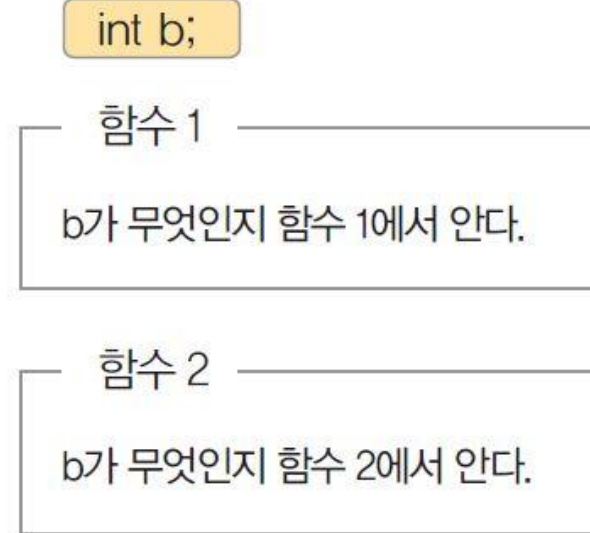 int b;
함수 1
b가 무엇인지 함수 1에서 안다.
함수 2
b가 무엇인지 함수 2에서 안다.